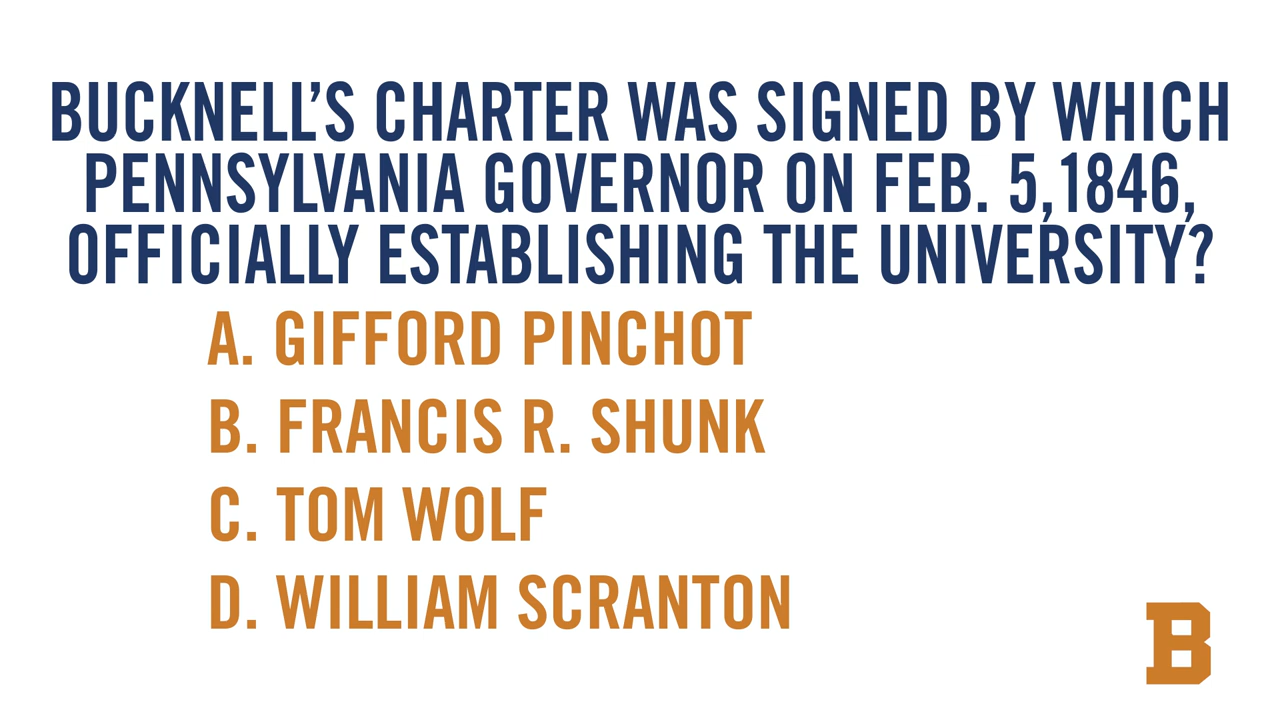 BUCKNELL’S CHARTER WAS SIGNED BY WHICH
PENNSYLVANIA GOVERNOR ON FEB. 5,1846,
OFFICIALLY ESTABLISHING THE UNIVERSITY?
A. GIFFORD PINCHOT
B. FRANCIS R. SHUNK
C. TOM WOLF
D. WILLIAM SCRANTON
B